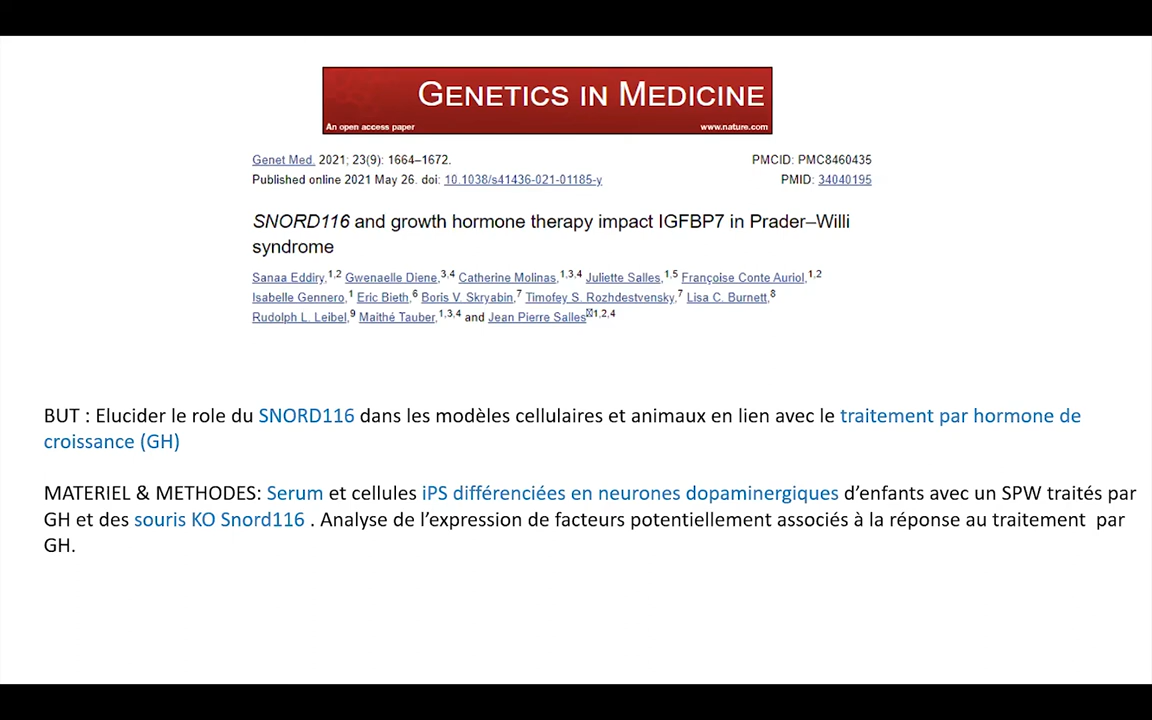 GENETICS IN MEDICINE
An open access paper
www.nature.com
Genet Med. 2021; 23(9): 1664–1672.
PMCID: PMC8460435
Published online 2021 May 26. doi: 10.1038/s41436-021-01185-y
PMID: 34040195
SNORD116 and growth hormone therapy impact IGFBP7 in Prader–Willi
syndrome
Sanaa Eddiry,1,2 Gwenaelle Diene,3,4 Catherine Molinas,1,3,4 Juliette Salles,1,5 Françoise Conte Auriol,1,2
Isabelle Gennero,1 Eric Bieth,6 Boris V. Skryabin,7 Timofey S. Rozhdestvensky,7 Lisa C. Burnett,8
Rudolph L. Leibel,9 Maithé Tauber,1,3,4 and Jean Pierre Salles1,2,4
BUT : Elucider le role du SNORD116 dans les modèles cellulaires et animaux en lien avec le traitement par hormone de
croissance (GH)
MATERIEL & METHODES: Serum et cellules iPS différenciées en neurones dopaminergiques d’enfants avec un SPW traités par
GH et des souris KO Snord116 . Analyse de l’expression de facteurs potentiellement associés à la réponse au traitement par
GH.